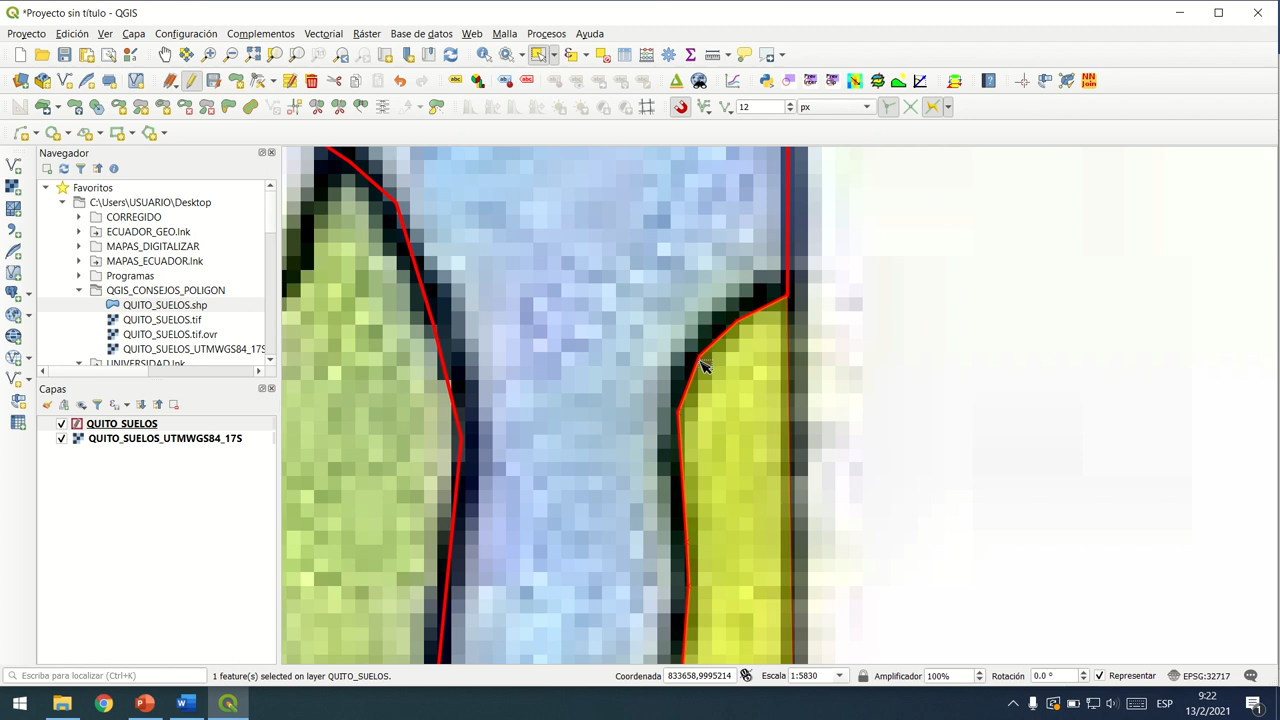 *Proyecto sin título - QGIS
Proyecto Edición Ver Capa Configuración Complementos Vectorial Ráster Base de datos Web Malla Procesos Ayuda
12 px
Navegador
Favoritos
C:\Users\USUARIO\Desktop
CORREGIDO
ECUADOR_GEO.lnk
MAPAS_DIGITALIZAR
MAPAS_ECUADOR.lnk
Programas
QGIS_CONSEJOS_POLIGON
QUITO_SUELOS.shp
QUITO_SUELOS.tif
QUITO_SUELOS.tif.ovr
QUITO_SUELOS_UTMWGS84_17S
UNIVERSIDAD.lnk
Capas
QUITO_SUELOS
QUITO_SUELOS_UTMWGS84_17S
Escriba para localizar (Ctrl+K) 1 feature(s) selected on layer QUITO_SUELOS. Coordenada 833658,9995214 Escala 1:5830 Amplificador 100% Rotación 0.0 ° Representar EPSG:32717
ESP 9:22
13/2/2021